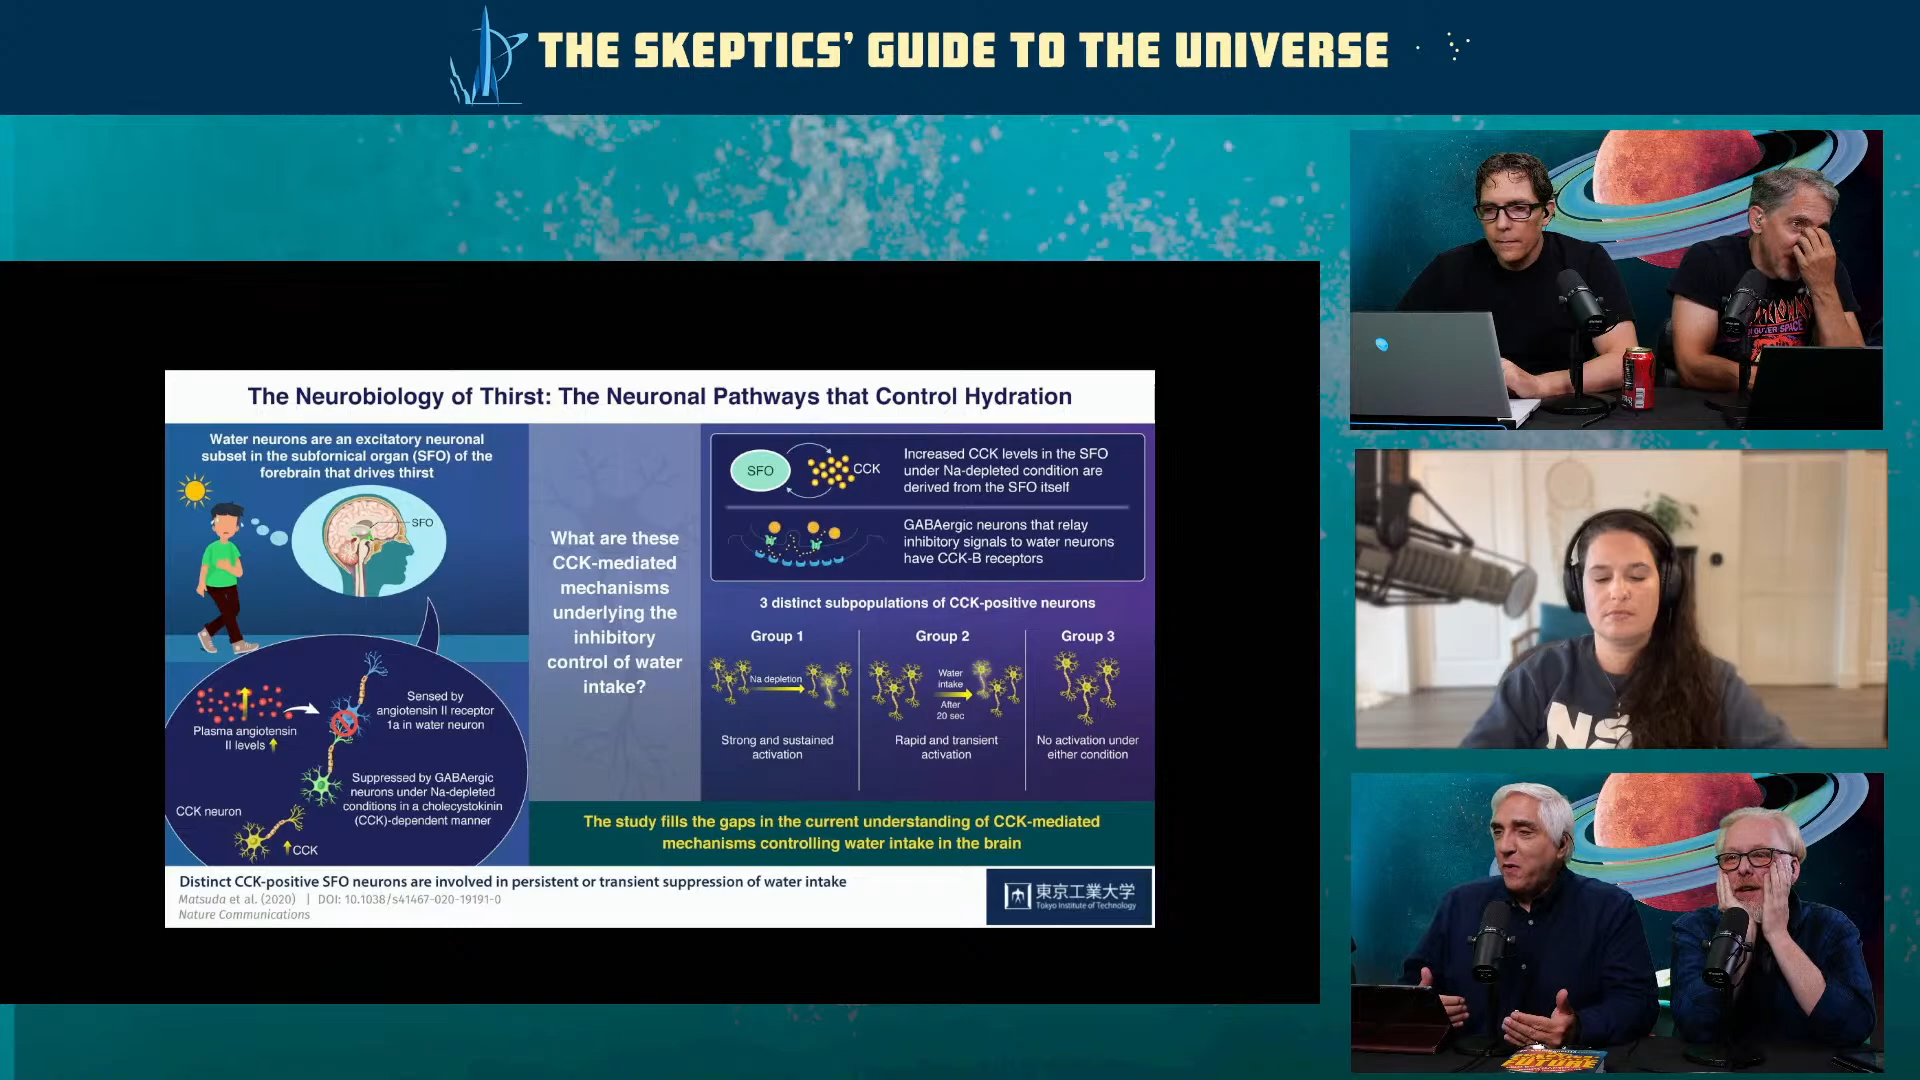 THE SKEPTICS' GUIDE TO THE UNIVERSE
The Neurobiology of Thirst: The Neuronal Pathways that Control Hydration
Water neurons are an excitatory neuronal
subset in the subfornical organ (SFO) of the
forebrain that drives thirst
SFO
Plasma angiotensin
II levels
Sensed by
angiotensin II receptor
1a in water neuron
Suppressed by GABAergic
neurons under Na-depleted
conditions in a cholecystokinin
(CCK)-dependent manner
CCK neuron
CCK
What are these
CCK-mediated
mechanisms
underlying the
inhibitory
control of water
intake?
SFO
CCK
Increased CCK levels in the SFO
under Na-depleted condition are
derived from the SFO itself
GABAergic neurons that relay
inhibitory signals to water neurons
have CCK-B receptors
3 distinct subpopulations of CCK-positive neurons
Group 1
Na depletion
Strong and sustained
activation
Group 2
Water
intake
After
20 sec
Rapid and transient
activation
Group 3
No activation under
either condition
The study fills the gaps in the current understanding of CCK-mediated
mechanisms controlling water intake in the brain
Distinct CCK-positive SFO neurons are involved in persistent or transient suppression of water intake
Matsuda et al. (2020) | DOI: 10.1038/s41467-020-19191-0
Nature Communications
東京工業大学
Tokyo Institute of Technology
OUTER SPACE
FUTURE